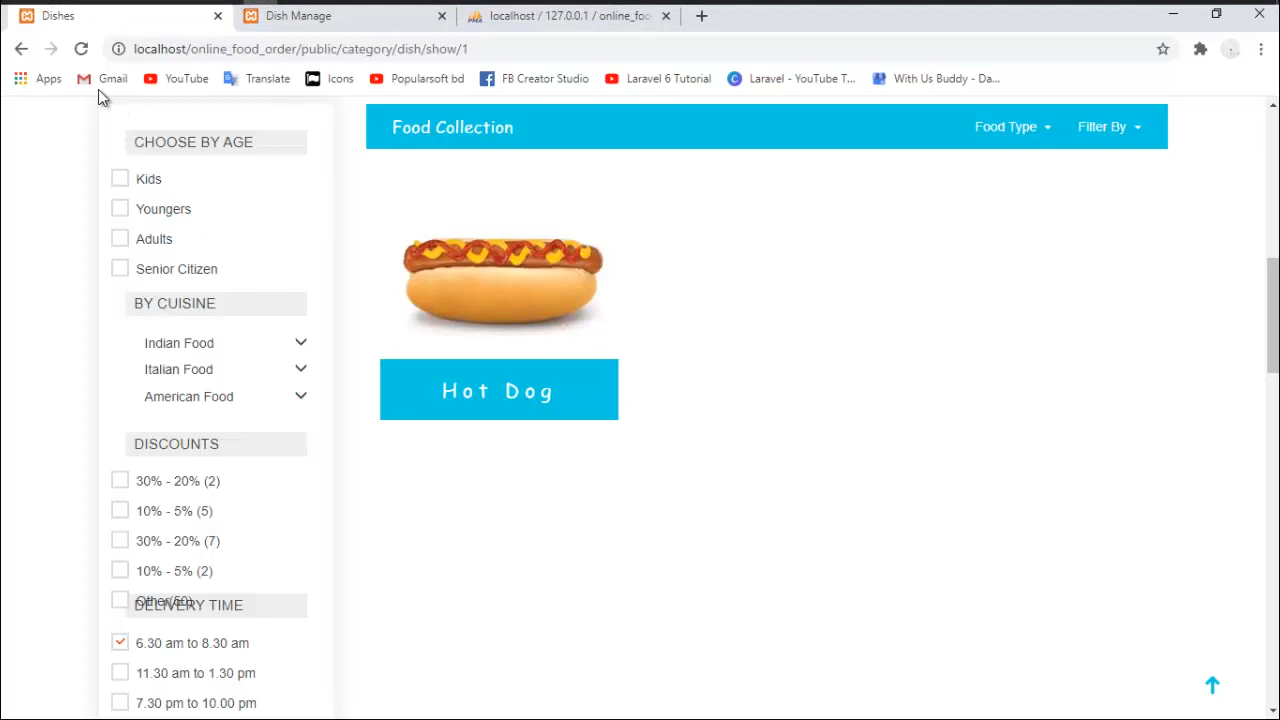 Dishes
Dish Manage
localhost / 127.0.0.1 / online_foo
localhost/online_food_order/public/category/dish/show/1
Apps
Gmail
YouTube
Translate
Icons
Popularsoft bd
FB Creator Studio
Laravel 6 Tutorial
Laravel - YouTube T...
With Us Buddy - Da...
CHOOSE BY AGE
Kids
Youngers
Adults
Senior Citizen
BY CUISINE
Indian Food
Italian Food
American Food
DISCOUNTS
30% - 20% (2)
10% - 5% (5)
30% - 20% (7)
10% - 5% (2)
Other(50)
DELIVERY TIME
6.30 am to 8.30 am
11.30 am to 1.30 pm
7.30 pm to 10.00 pm
Food Collection
Food Type
Filter By
Hot Dog